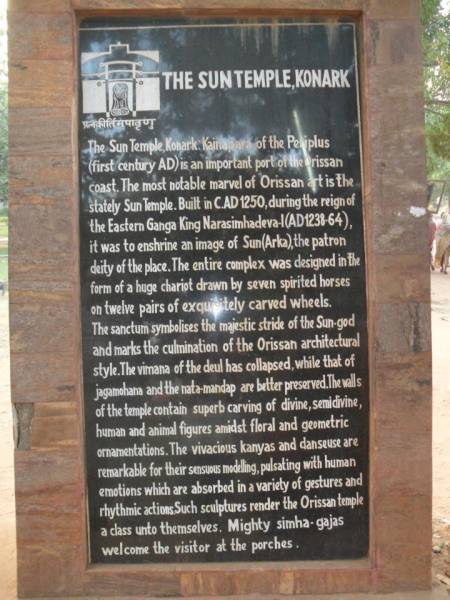 THE SUN TEMPLE, KONARK
प्रत्नकीर्तिमपावृणु
The Sun Temple, Konark. Kainapara of the Periplus
(first century AD) is an important port of the Orissan
coast. The most notable marvel of Orissan art is the
stately Sun Temple. Built in C.AD 1250, during the reign of
the Eastern Ganga King Narasimhadeva-I(AD1238-64),
it was to enshrine an image of Sun(Arka), the patron
deity of the place. The entire complex was designed in the
form of a huge chariot drawn by seven spirited horses
on twelve pairs of exquisitely carved wheels.
The sanctum symbolises the majestic stride of the Sun-god
and marks the culmination of the Orissan architectural
style. The vimana of the deul has collapsed, while that of
jagamohana and the nata-mandap are better preserved. The walls
of the temple contain superb carving of divine, semidivine,
human and animal figures amidst floral and geometric
ornamentations. The vivacious kanyas and danseuse are
remarkable for their sensuous modelling, pulsating with human
emotions which are absorbed in a variety of gestures and
rhythmic actions. Such sculptures render the Orissan temple
a class unto themselves. Mighty simha-gajas
welcome the visitor at the porches.